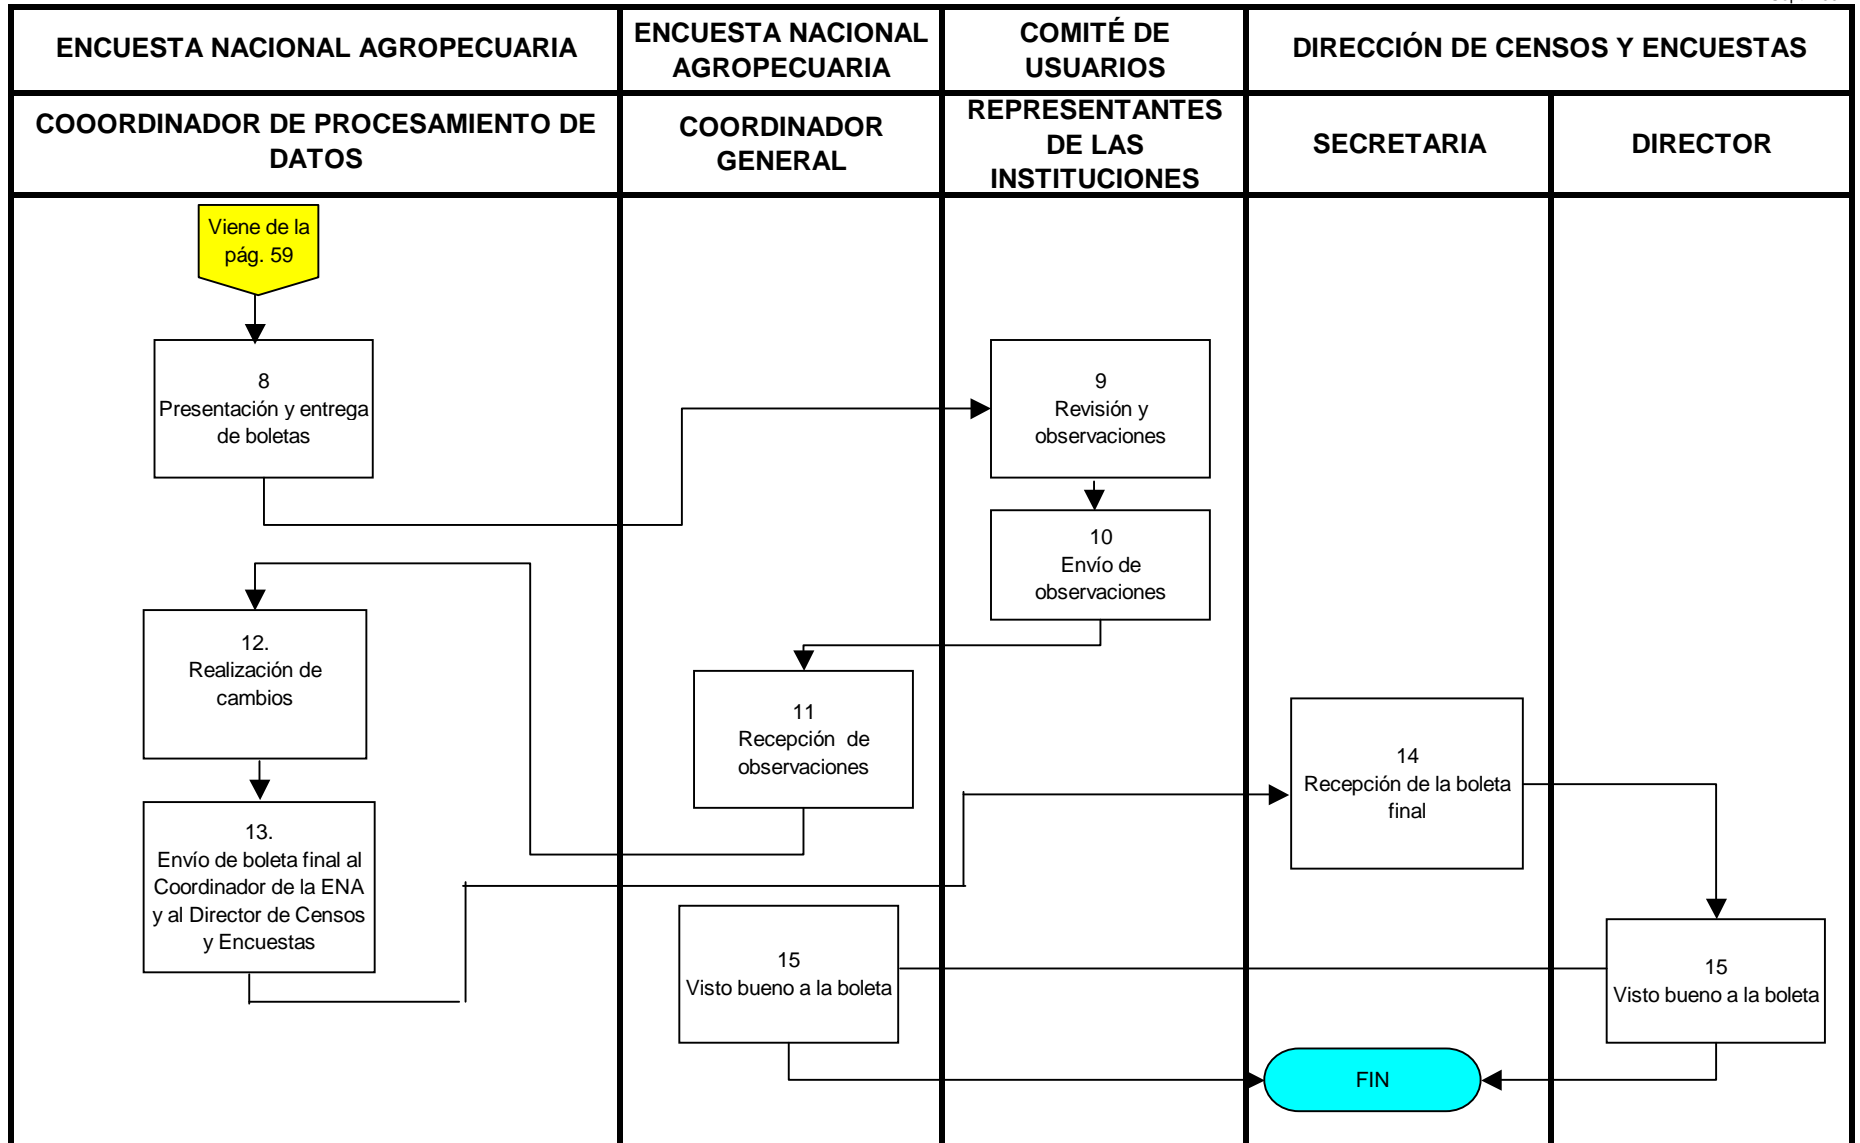 ENCUESTA NACIONAL AGROPECUARIA
ENCUESTA NACIONAL
AGROPECUARIA
COMITÉ DE
USUARIOS
DIRECCIÓN DE CENSOS Y ENCUESTAS
COOORDINADOR DE PROCESAMIENTO DE
DATOS
COORDINADOR
GENERAL
REPRESENTANTES
DE LAS
INSTITUCIONES
SECRETARIA
DIRECTOR
Viene de la
pág. 59
8
Presentación y entrega
de boletas
9
Revisión y
observaciones
10
Envío de
observaciones
12.
Realización de
cambios
11
Recepción de
observaciones
13.
Envío de boleta final al
Coordinador de la ENA
y al Director de Censos
y Encuestas
14
Recepción de la boleta
final
15
Visto bueno a la boleta
15
Visto bueno a la boleta
FIN